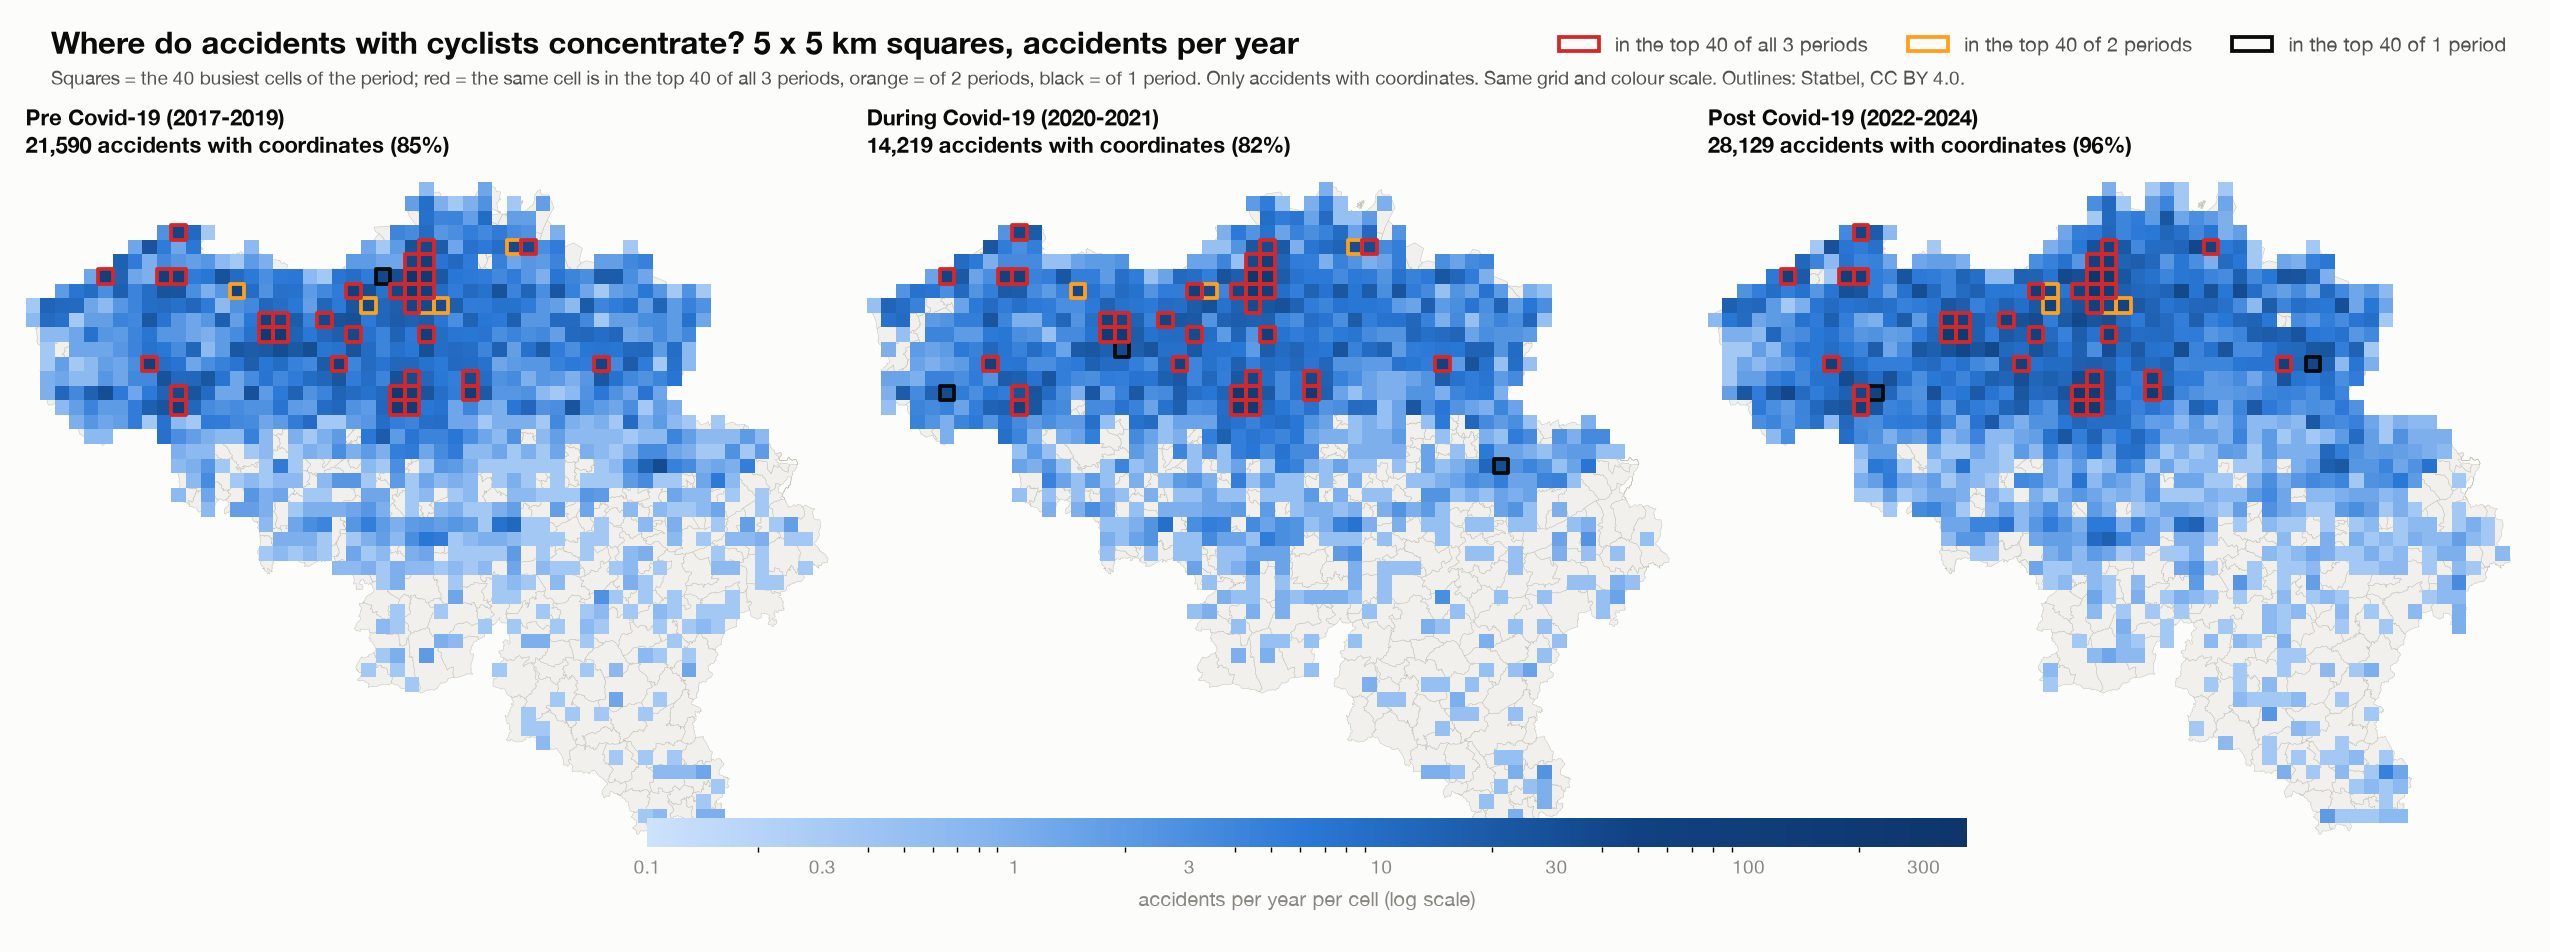 Where do accidents with cyclists concentrate? 5 x 5 km squares, accidents per year
in the top 40 of all 3 periods
in the top 40 of 2 periods
in the top 40 of 1 period
Squares = the 40 busiest cells of the period; red = the same cell is in the top 40 of all 3 periods, orange = of 2 periods, black = of 1 period. Only accidents with coordinates. Same grid and colour scale. Outlines: Statbel, CC BY 4.0.
Pre Covid-19 (2017-2019)
21,590 accidents with coordinates (85%)
During Covid-19 (2020-2021)
14,219 accidents with coordinates (82%)
Post Covid-19 (2022-2024)
28,129 accidents with coordinates (96%)
0.1 0.3 1 3 10 30 100 300
accidents per year per cell (log scale)